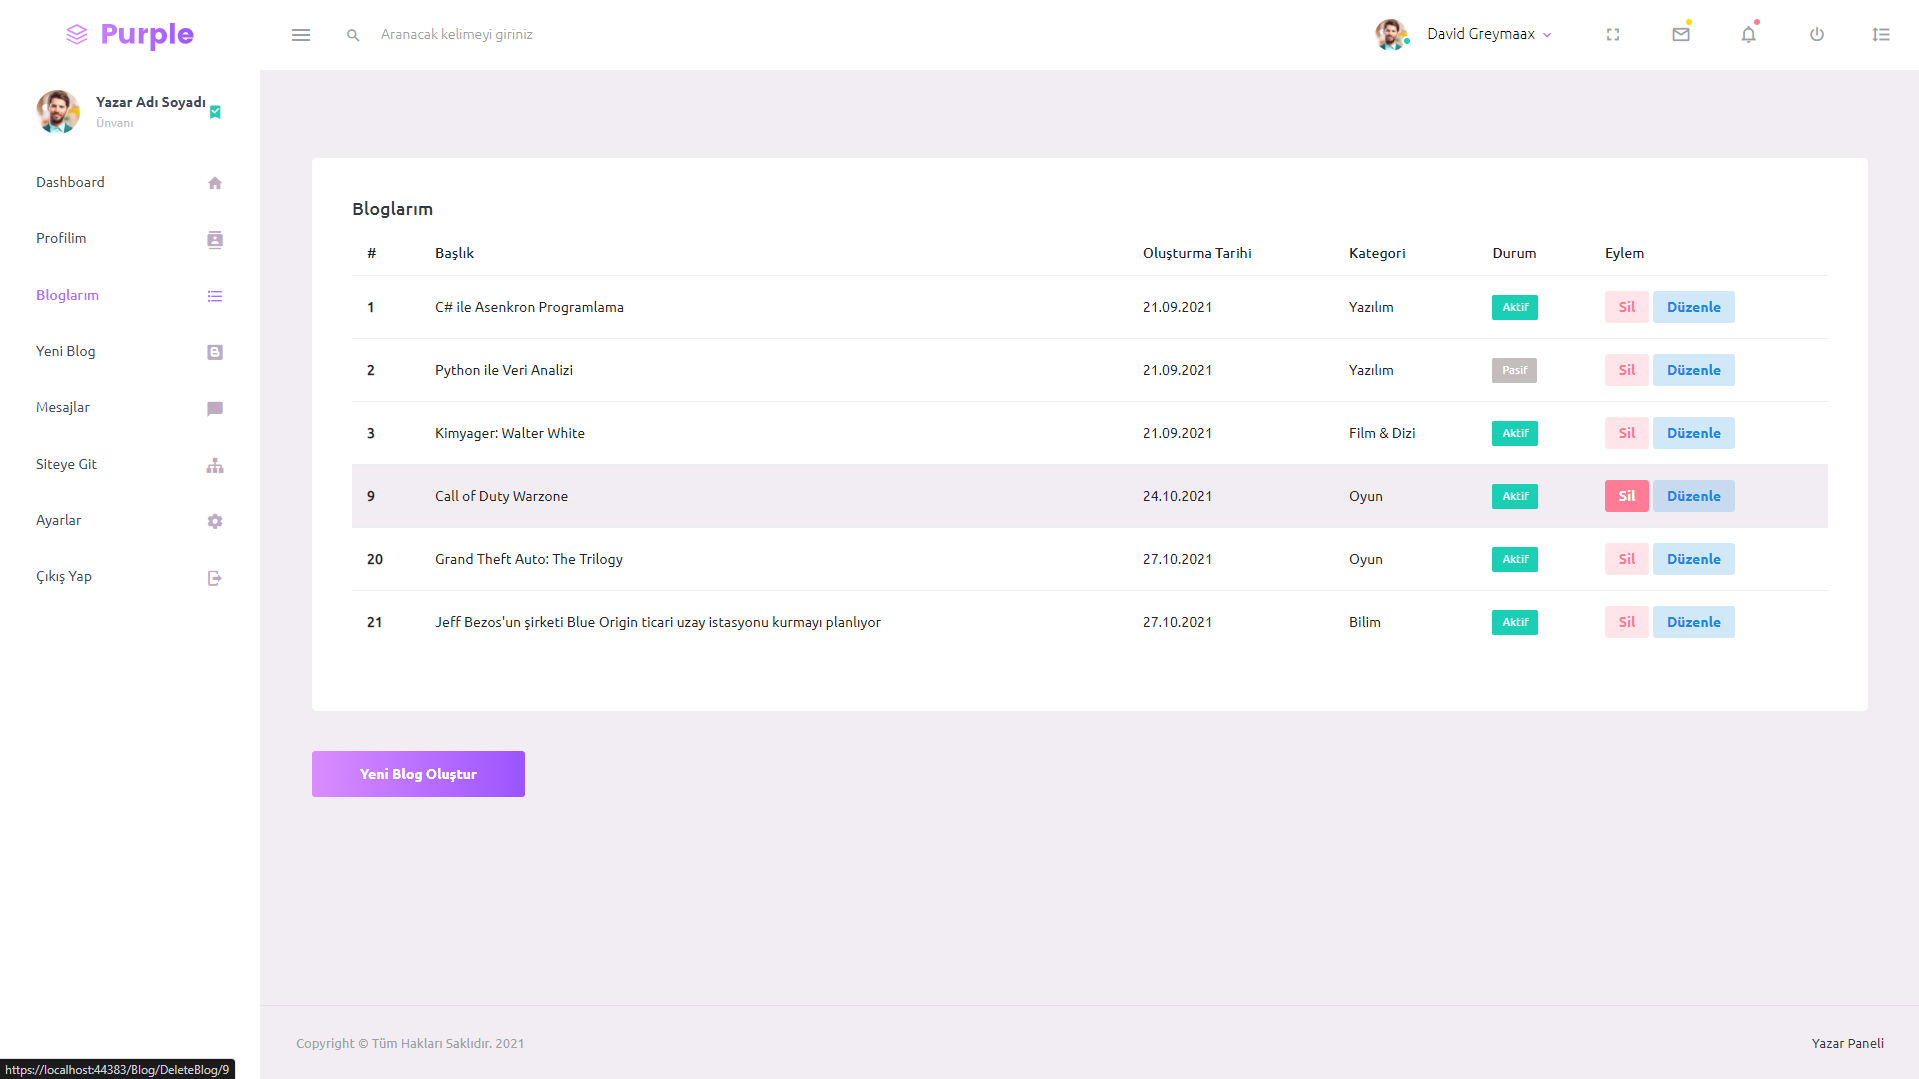 Purple
Aranacak kelimeyi giriniz
David Greymaax
Yazar Adı Soyadı
Ünvanı
Dashboard
Profilim
Bloglarım
Yeni Blog
Mesajlar
Siteye Git
Ayarlar
Çıkış Yap
Bloglarım
# Başlık Oluşturma Tarihi Kategori Durum Eylem
1 C# ile Asenkron Programlama 21.09.2021 Yazılım Aktif Sil Düzenle
2 Python ile Veri Analizi 21.09.2021 Yazılım Pasif Sil Düzenle
3 Kimyager: Walter White 21.09.2021 Film & Dizi Aktif Sil Düzenle
9 Call of Duty Warzone 24.10.2021 Oyun Aktif Sil Düzenle
20 Grand Theft Auto: The Trilogy 27.10.2021 Oyun Aktif Sil Düzenle
21 Jeff Bezos'un şirketi Blue Origin ticari uzay istasyonu kurmayı planlıyor 27.10.2021 Bilim Aktif Sil Düzenle
Yeni Blog Oluştur
Copyright © Tüm Hakları Saklıdır. 2021
Yazar Paneli
https://localhost:44383/Blog/DeleteBlog/9